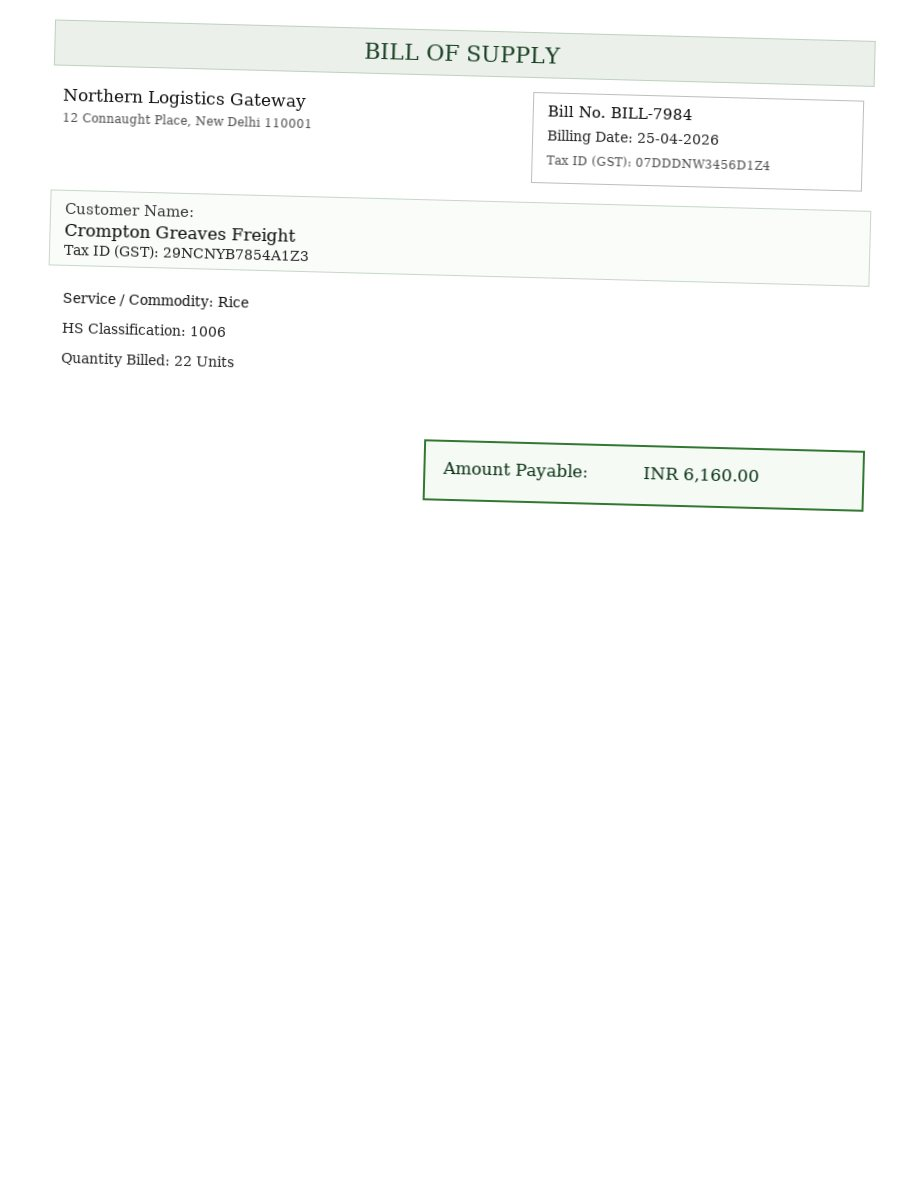 BILL OF SUPPLY
Northern Logistics Gateway
12 Connaught Place, New Delhi 110001
Bill No. BILL-7984
Billing Date: 25-04-2026
Tax ID (GST): 07DDDNW3456D1Z4
Customer Name:
Crompton Greaves Freight
Tax ID (GST): 29NCNYB7854A1Z3
Service / Commodity: Rice
HS Classification: 1006
Quantity Billed: 22 Units
Amount Payable: INR 6,160.00